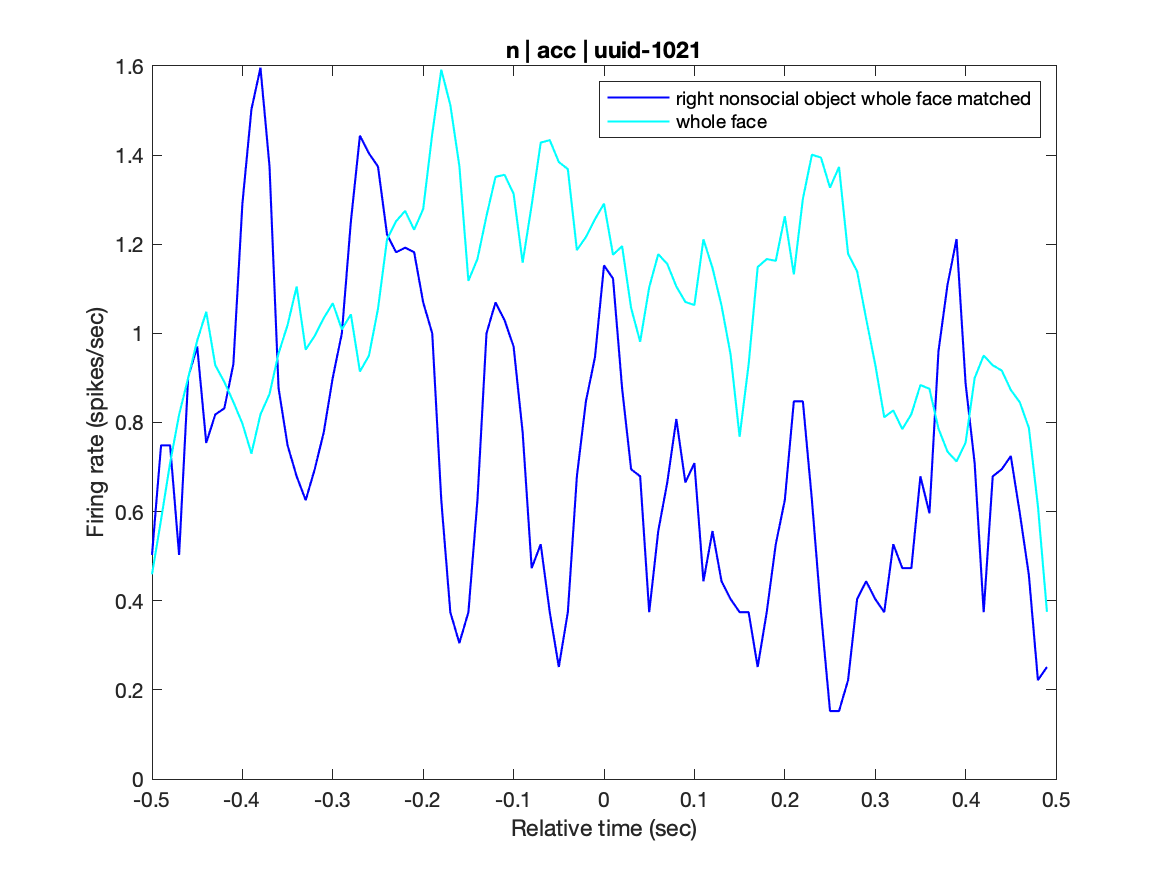 n | acc | uuid-1021
right nonsocial object whole face matched
whole face
Firing rate (spikes/sec)
1.6
1.4
1.2
1
0.8
0.6
0.4
0.2
0
-0.5 -0.4 -0.3 -0.2 -0.1 0 0.1 0.2 0.3 0.4 0.5
Relative time (sec)